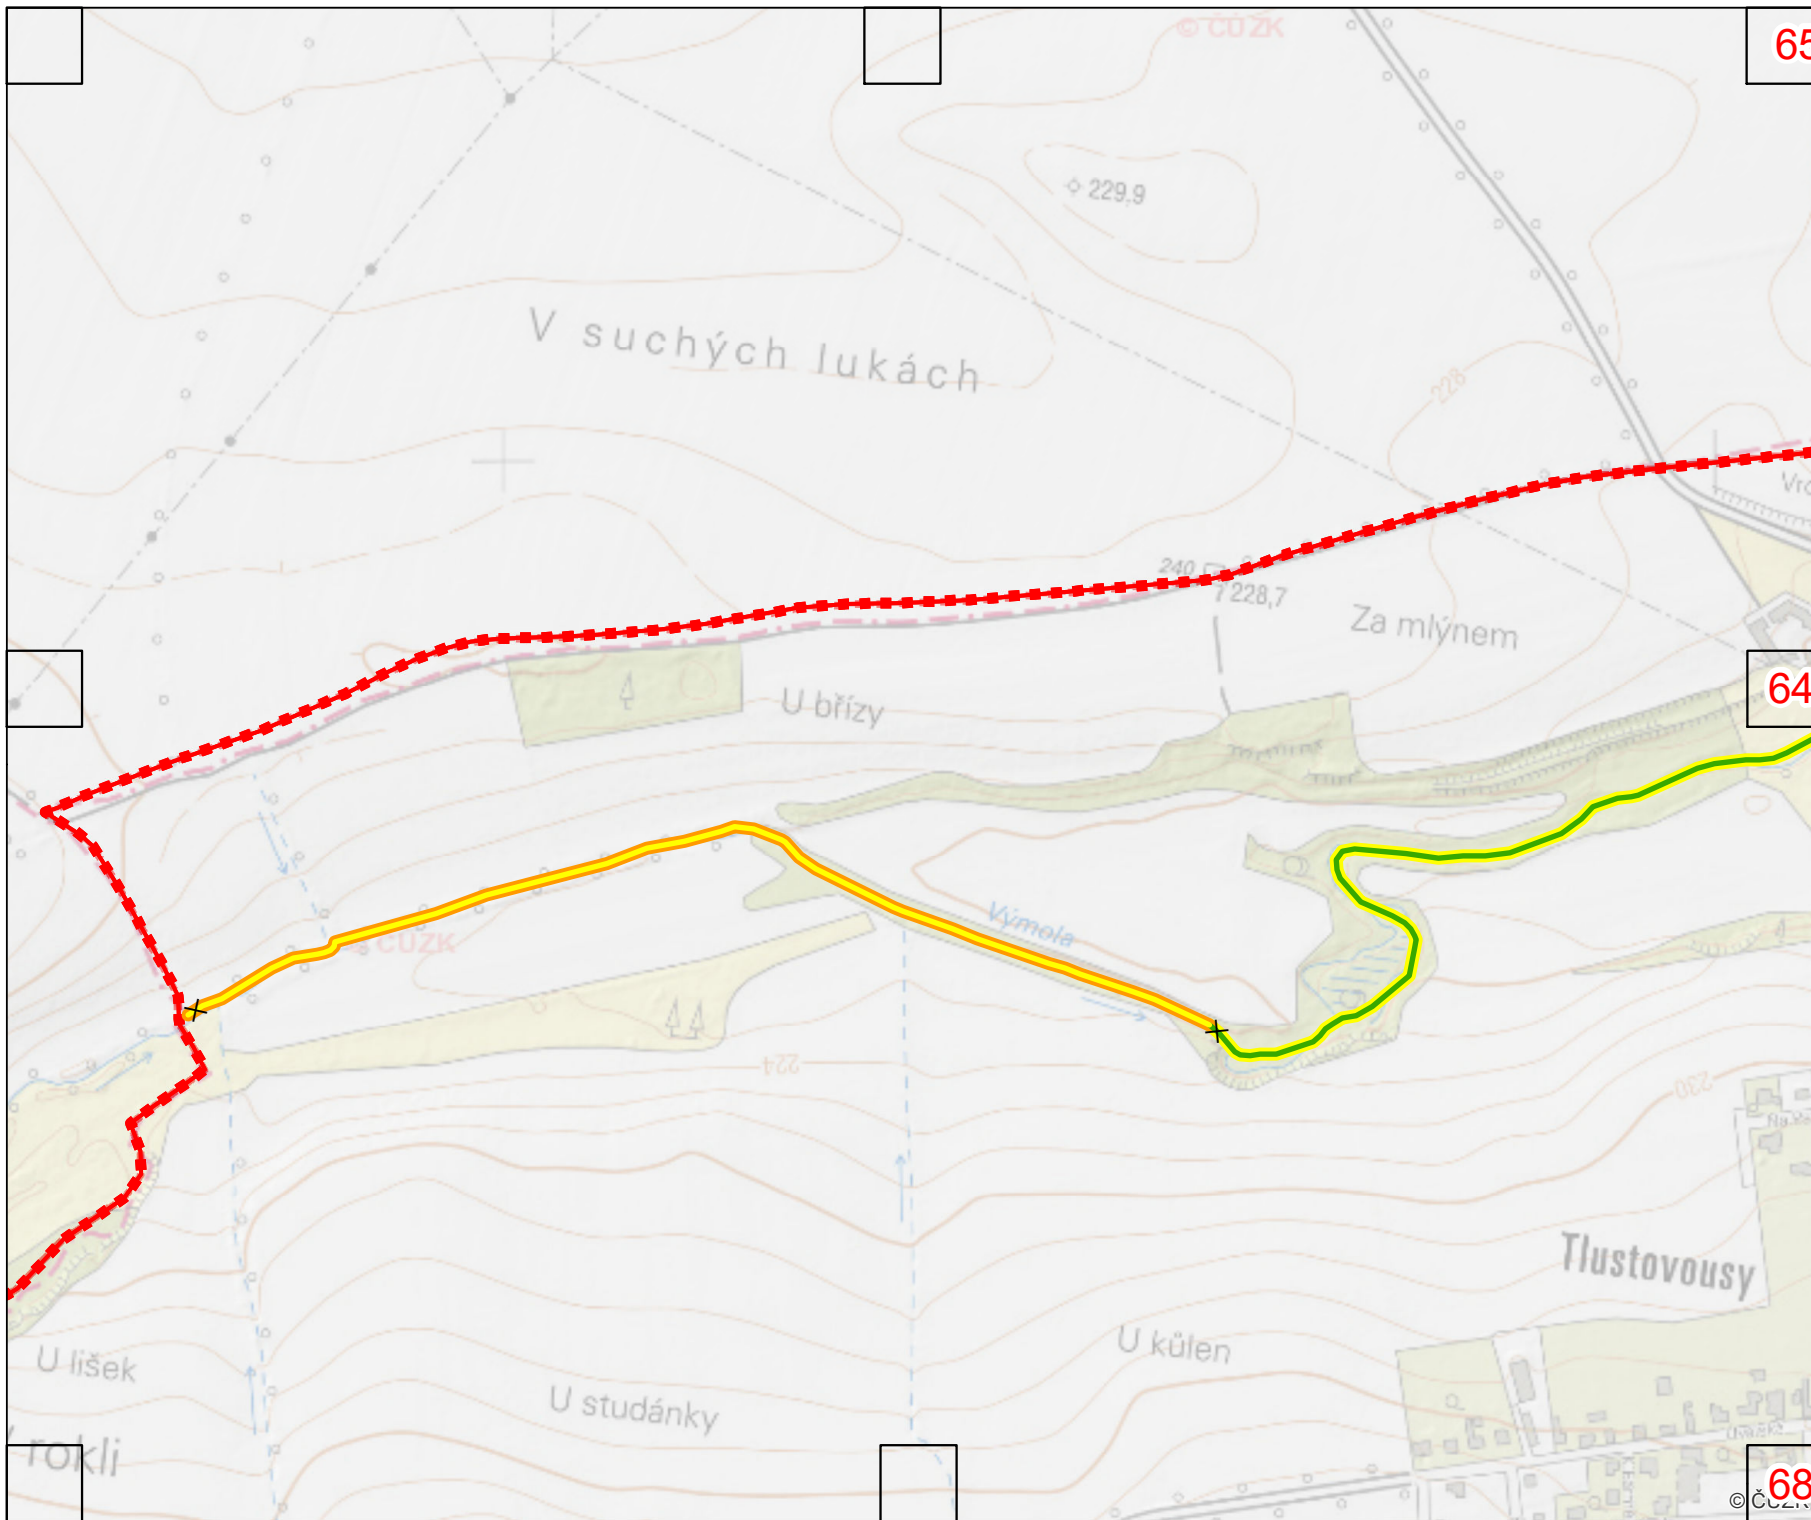 © ČÚZK
65
229,9
V suchých lukách
228
240
228,7
Za mlýnem
64
U břízy
Výmola
ČÚZK
224
230
Tlustovousy
U lišek
U kůlen
U studánky
rokli
68
© ČÚZK